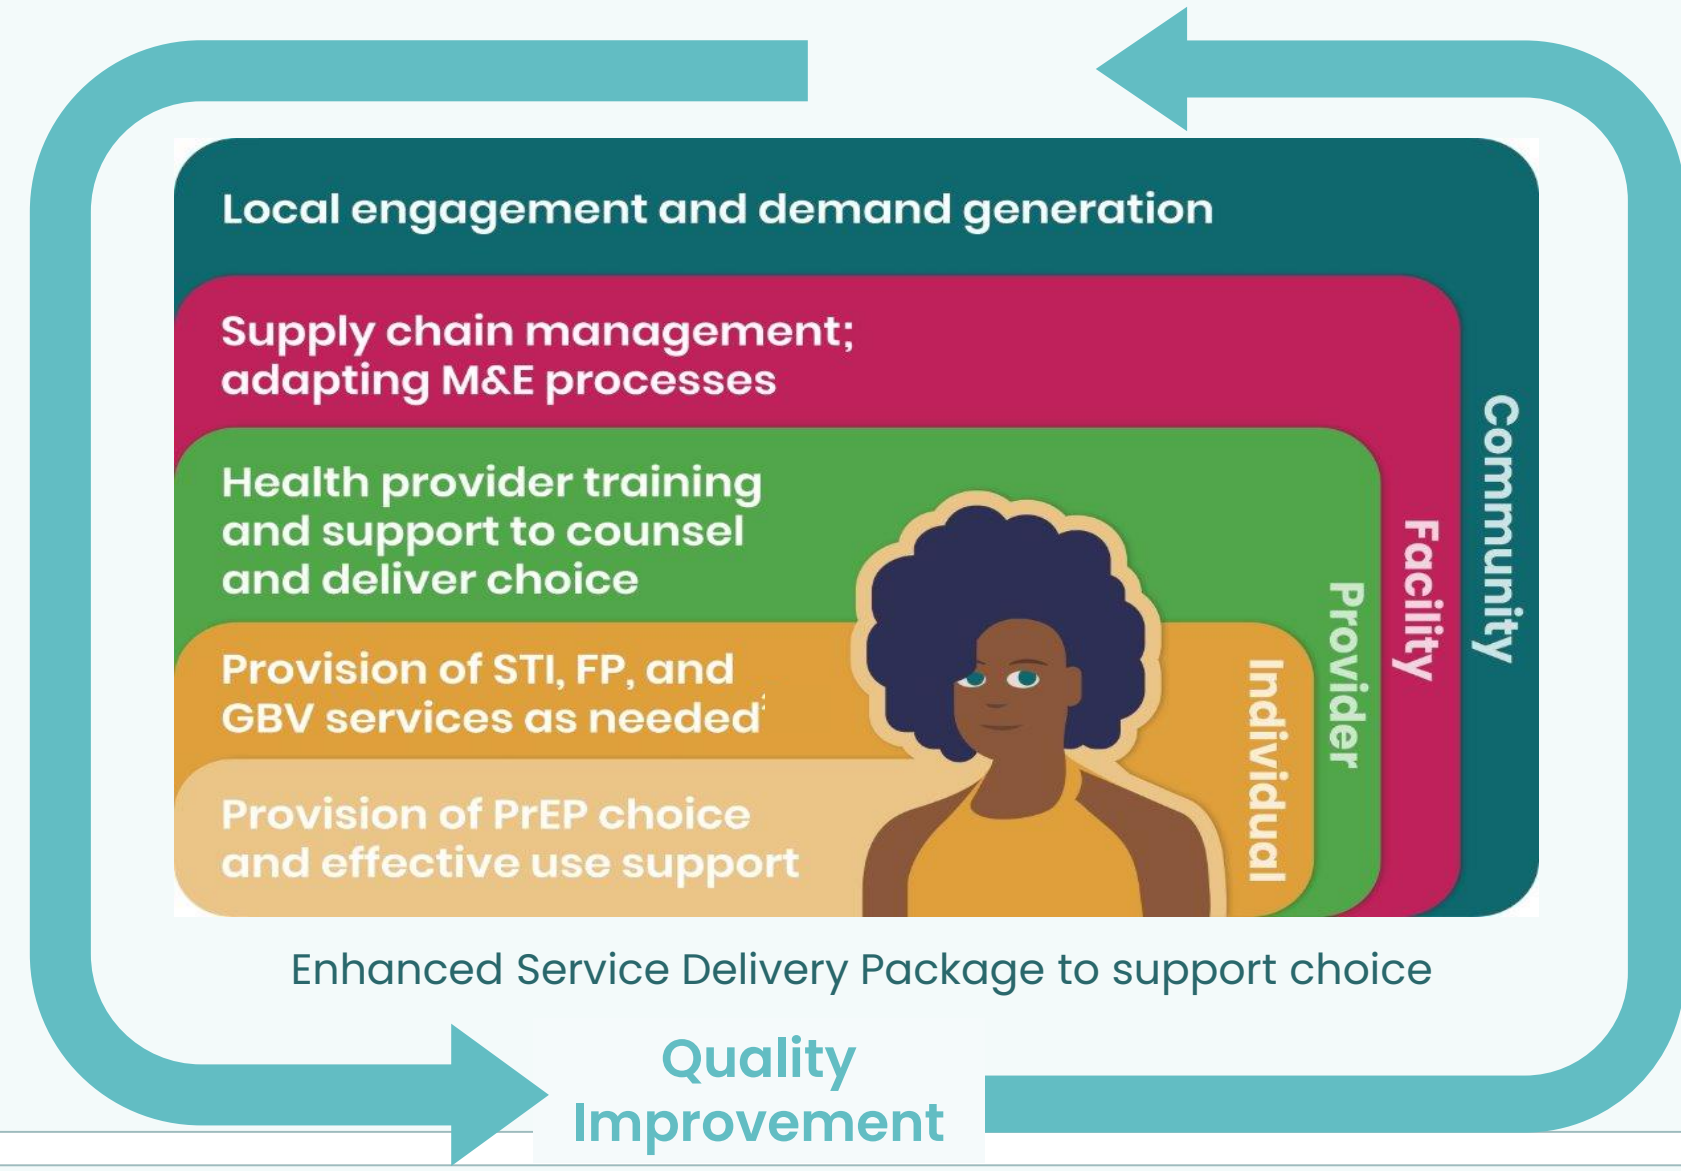 Local engagement and demand generation
Supply chain management;
adapting M&E processes
Health provider training
and support to counsel
and deliver choice
Provision of STI, FP, and
GBV services as needed
Provision of PrEP choice
and effective use support
Individual
Provider
Facility
Community
Enhanced Service Delivery Package to support choice
Quality
Improvement